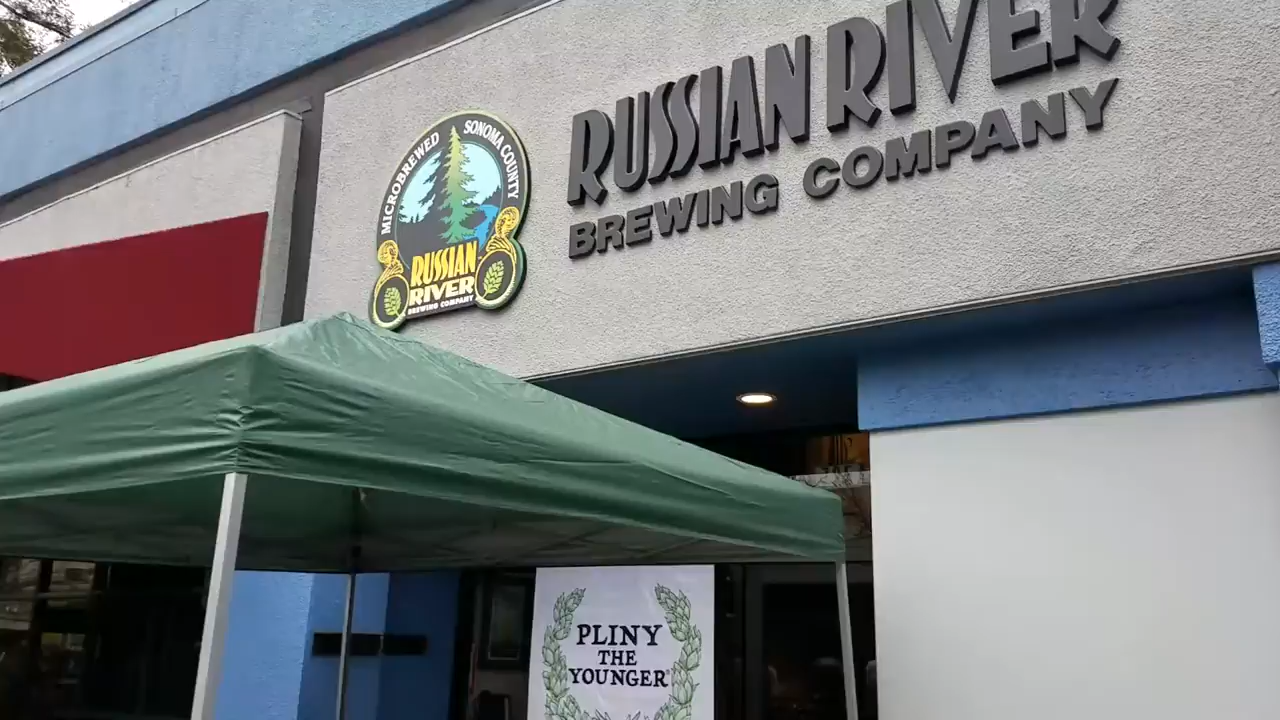 RUSSIAN RIVER
BREWING COMPANY
MICROBREWED SONOMA COUNTY
RUSSIAN
RIVER
BREWING COMPANY
PLINY
THE
YOUNGER®